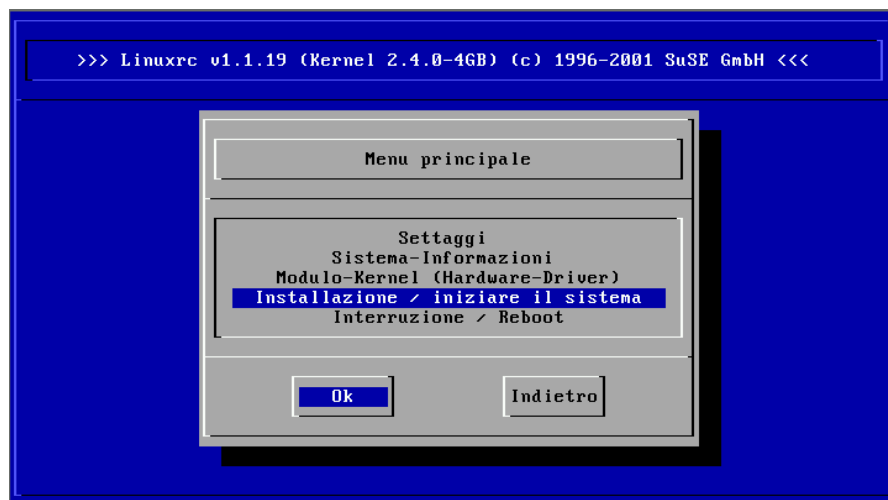 >>> Linuxrc v1.1.19 (Kernel 2.4.0-4GB) (c) 1996-2001 SuSE GmbH <<<
Menu principale
Settaggi
Sistema-Informazioni
Modulo-Kernel (Hardware-Driver)
Installazione / iniziare il sistema
Interruzione / Reboot
Ok
Indietro